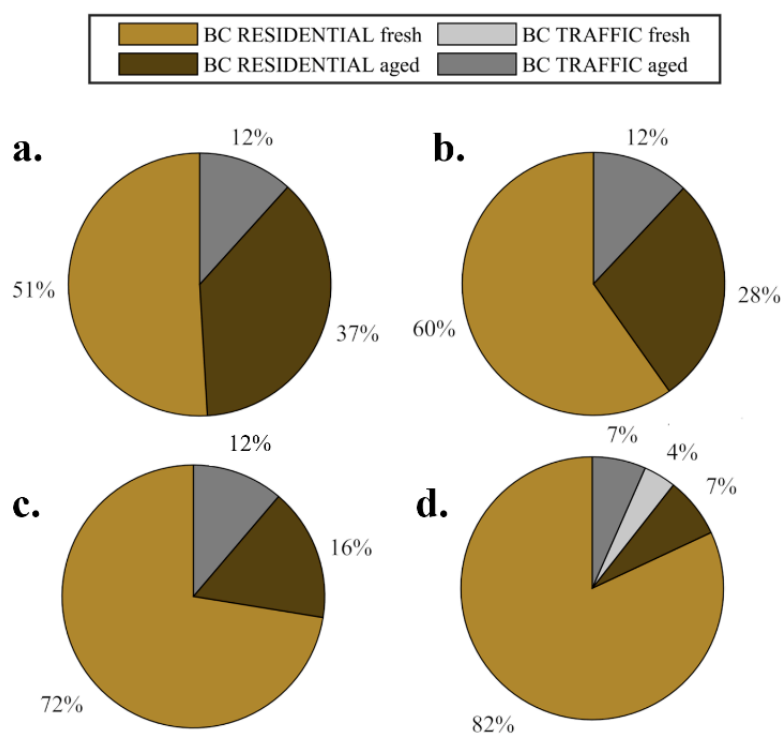 BC RESIDENTIAL fresh BC TRAFFIC fresh
BC RESIDENTIAL aged BC TRAFFIC aged
a.
12%
51%
37%
b.
12%
28%
60%
c.
12%
16%
72%
d.
7%
4%
7%
82%